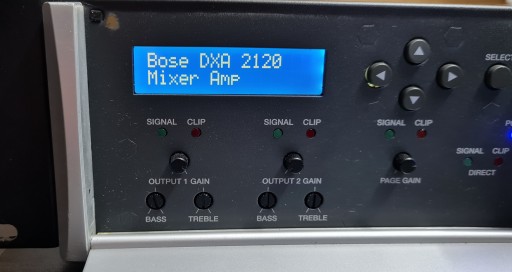 Bose DXA 2120
Mixer Amp
SELECT
SIGNAL CLIP
SIGNAL CLIP
SIGNAL CLIP
SIGNAL CLIP
DIRECT
OUTPUT 1 GAIN
OUTPUT 2 GAIN
PAGE GAIN
BASS TREBLE
BASS TREBLE